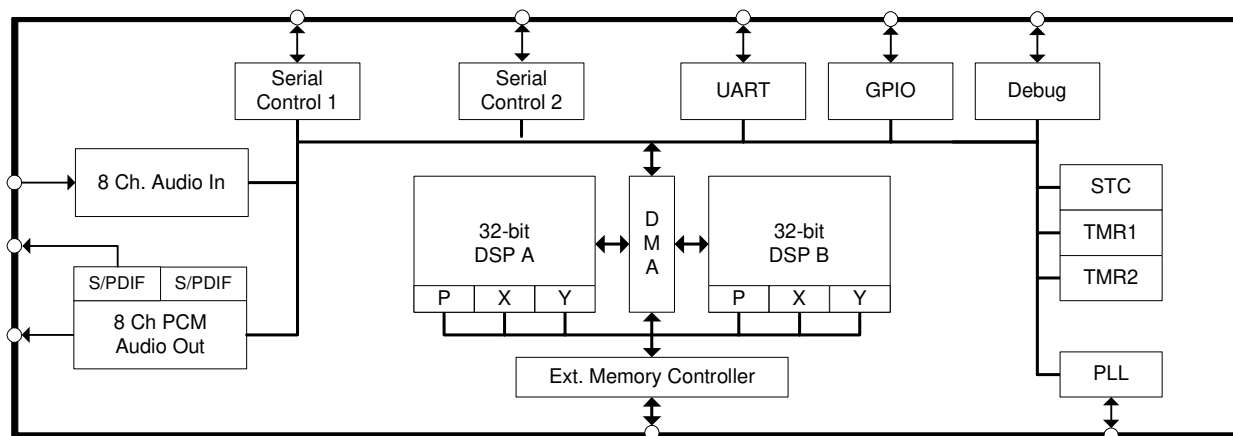 Serial
Control 1
Serial
Control 2
UART
GPIO
Debug
8 Ch. Audio In
STC
TMR1
TMR2
32-bit
DSP A
P X Y
D
M
A
32-bit
DSP B
P X Y
S/PDIF S/PDIF
8 Ch PCM
Audio Out
Ext. Memory Controller
PLL